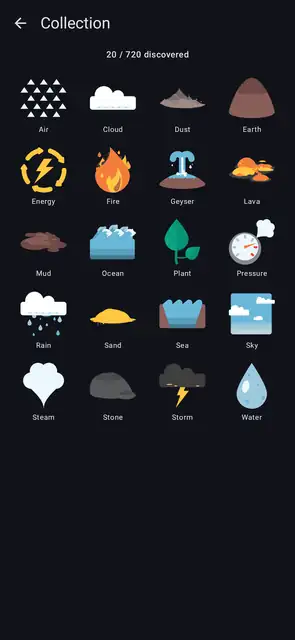 Collection
20 / 720 discovered
Air Cloud Dust Earth
Energy Fire Geyser Lava
Mud Ocean Plant Pressure
Rain Sand Sea Sky
Steam Stone Storm Water